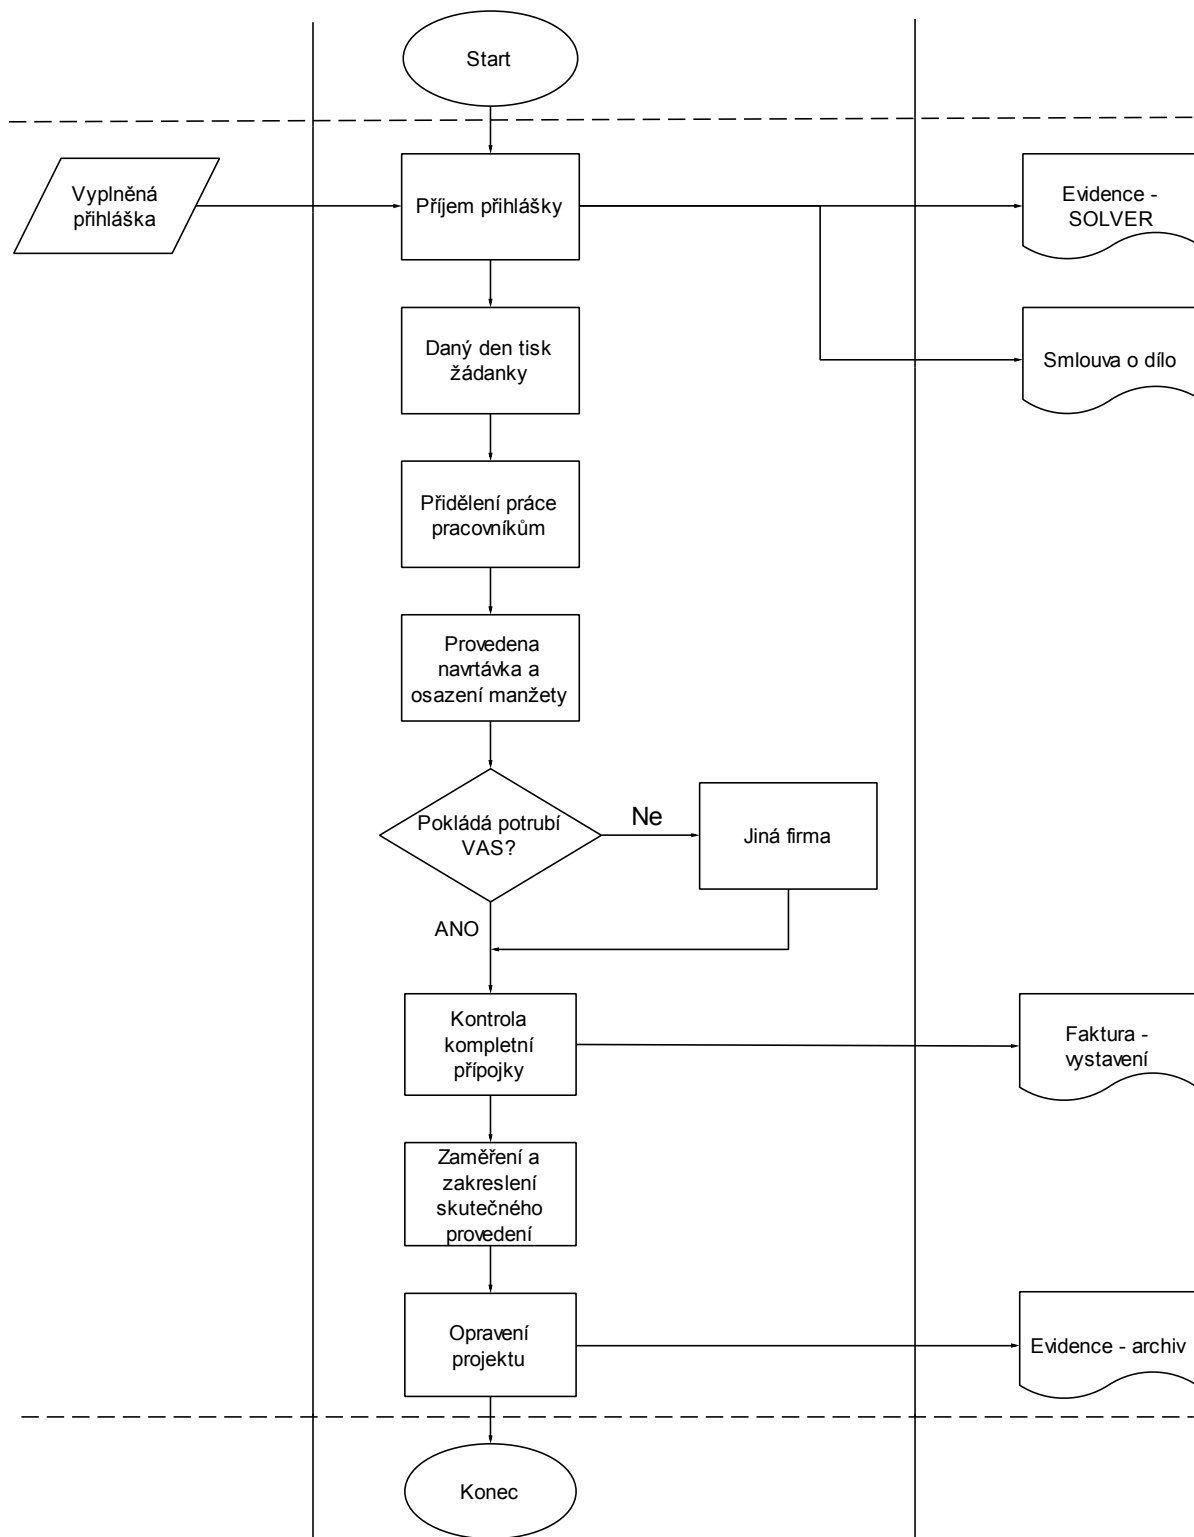 Start
Vyplněná
přihláška
Příjem přihlášky
Evidence -
SOLVER
Daný den tisk
žádanky
Smlouva o dílo
Přidělení práce
pracovníkům
Provedena
navrtávka a
osazení manžety
Pokládá potrubí
VAS?
Ne
Jiná firma
ANO
Kontrola
kompletní
přípojky
Faktura -
vystavení
Zaměření a
zakreslení
skutečného
provedení
Opravení
projektu
Evidence - archiv
Konec